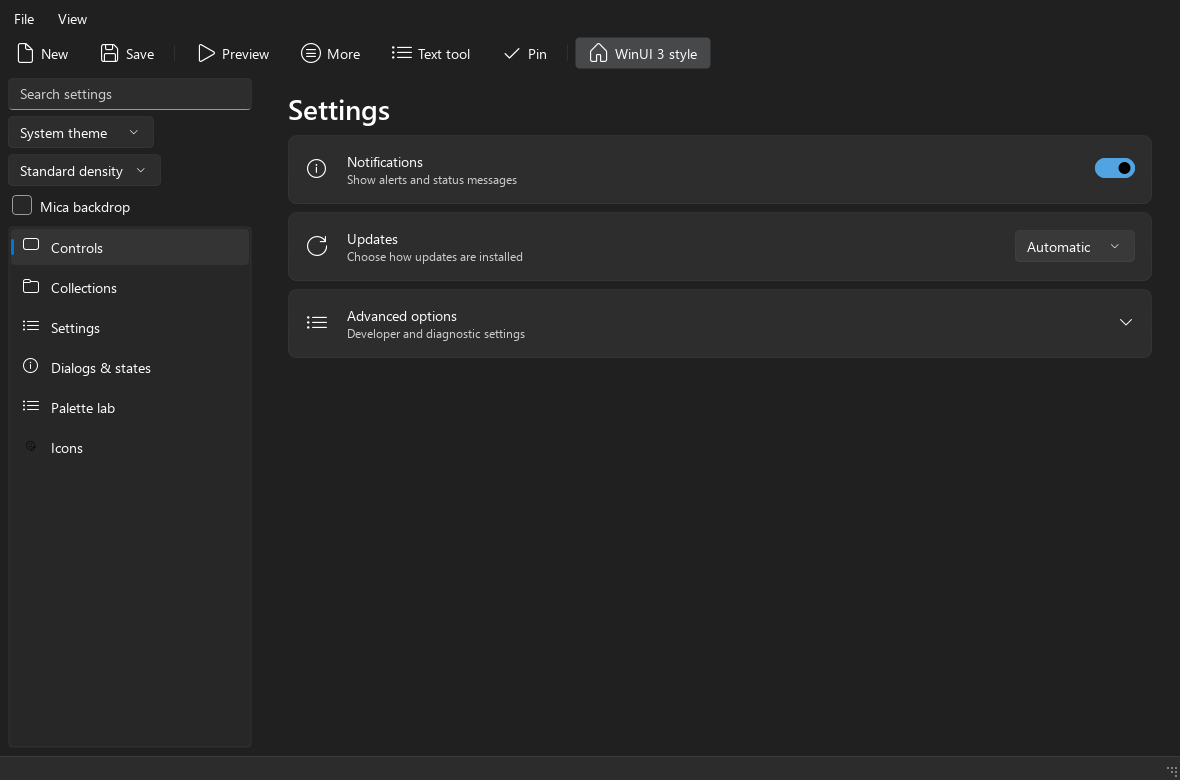 File View
New Save Preview More Text tool Pin WinUI 3 style
Search settings
System theme
Standard density
Mica backdrop
Controls
Collections
Settings
Dialogs & states
Palette lab
Icons
Settings
Notifications
Show alerts and status messages
Updates
Choose how updates are installed
Automatic
Advanced options
Developer and diagnostic settings